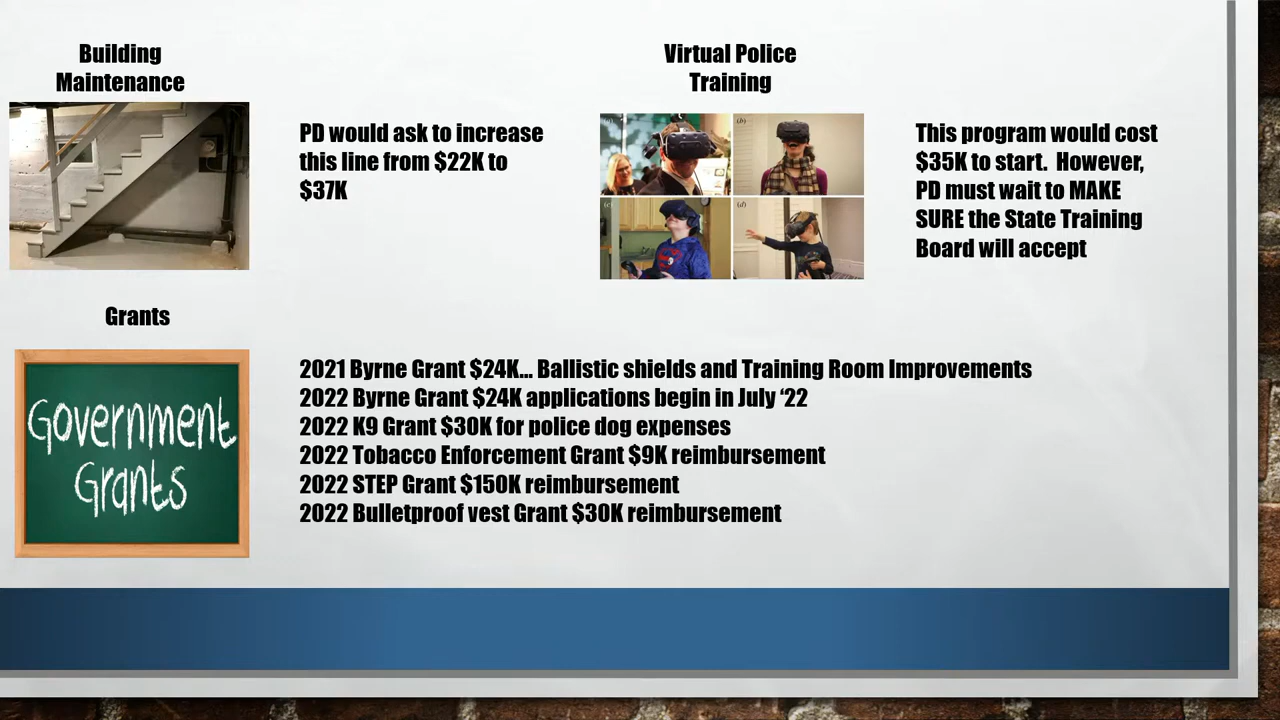 Building
Maintenance
PD would ask to increase
this line from $22K to
$37K
Virtual Police
Training
(b)
(c)
(d)
This program would cost
$35K to start.  However,
PD must wait to MAKE
SURE the State Training
Board will accept
Grants
Government
Grants
2021 Byrne Grant $24K... Ballistic shields and Training Room Improvements
2022 Byrne Grant $24K applications begin in July ‘22
2022 K9 Grant $30K for police dog expenses
2022 Tobacco Enforcement Grant $9K reimbursement
2022 STEP Grant $150K reimbursement
2022 Bulletproof vest Grant $30K reimbursement